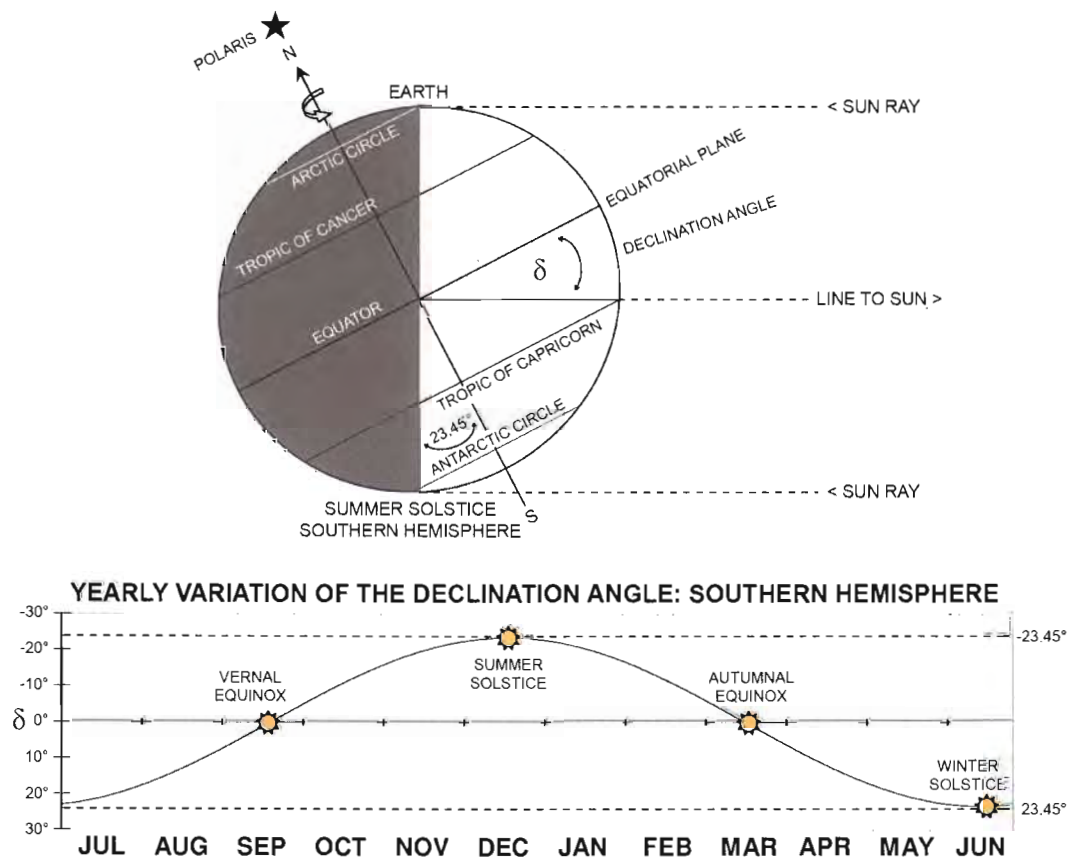 POLARIS
N
EARTH
< SUN RAY
ARCTIC CIRCLE
EQUATORIAL PLANE
TROPIC OF CANCER
DECLINATION ANGLE
δ
LINE TO SUN >
EQUATOR
TROPIC OF CAPRICORN
23.45°
ANTARCTIC CIRCLE
< SUN RAY
S
SUMMER SOLSTICE
SOUTHERN HEMISPHERE
YEARLY VARIATION OF THE DECLINATION ANGLE: SOUTHERN HEMISPHERE
-30°
-23.45°
-20°
SUMMER
SOLSTICE
VERNAL
EQUINOX
AUTUMNAL
EQUINOX
-10°
δ 0°
10°
WINTER
SOLSTICE
20°
23.45°
30°
JUL AUG SEP OCT NOV DEC JAN FEB MAR APR MAY JUN